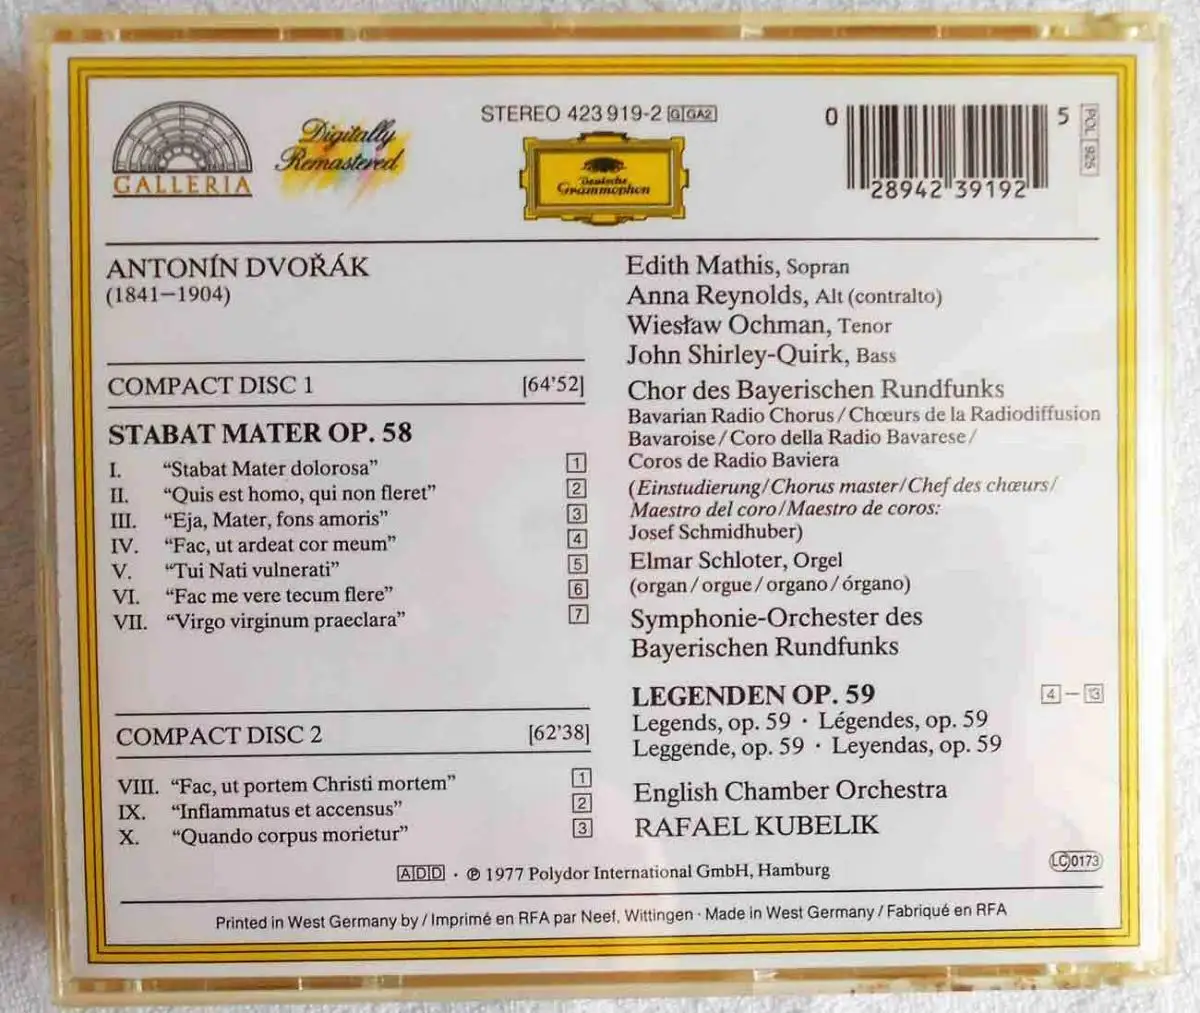 GALLERIA
Digitally
Remastered
STEREO 423 919-2 G GA2
Deutsche
Grammophon
0 28942 39192 5
POL 925
ANTONÍN DVOŘÁK
(1841–1904)
COMPACT DISC 1 [64'52]
STABAT MATER OP. 58
I. “Stabat Mater dolorosa” 1
II. “Quis est homo, qui non fleret” 2
III. “Eja, Mater, fons amoris” 3
IV. “Fac, ut ardeat cor meum” 4
V. “Tui Nati vulnerati” 5
VI. “Fac me vere tecum flere” 6
VII. “Virgo virginum praeclara” 7
COMPACT DISC 2 [62'38]
VIII. “Fac, ut portem Christi mortem” 1
IX. “Inflammatus et accensus” 2
X. “Quando corpus morietur” 3
Edith Mathis, Sopran
Anna Reynolds, Alt (contralto)
Wiesław Ochman, Tenor
John Shirley-Quirk, Bass
Chor des Bayerischen Rundfunks
Bavarian Radio Chorus / Chœurs de la Radiodiffusion
Bavaroise / Coro della Radio Bavarese /
Coros de Radio Baviera
(Einstudierung/Chorus master/Chef des chœurs/
Maestro del coro/Maestro de coros:
Josef Schmidhuber)
Elmar Schloter, Orgel
(organ / orgue / organo / órgano)
Symphonie-Orchester des
Bayerischen Rundfunks
LEGENDEN OP. 59 4 – 13
Legends, op. 59 · Légendes, op. 59
Leggende, op. 59 · Leyendas, op. 59
English Chamber Orchestra
RAFAEL KUBELIK
ADD · ℗ 1977 Polydor International GmbH, Hamburg
LC 0173
Printed in West Germany by / Imprimé en RFA par Neef, Wittingen · Made in West Germany / Fabriqué en RFA